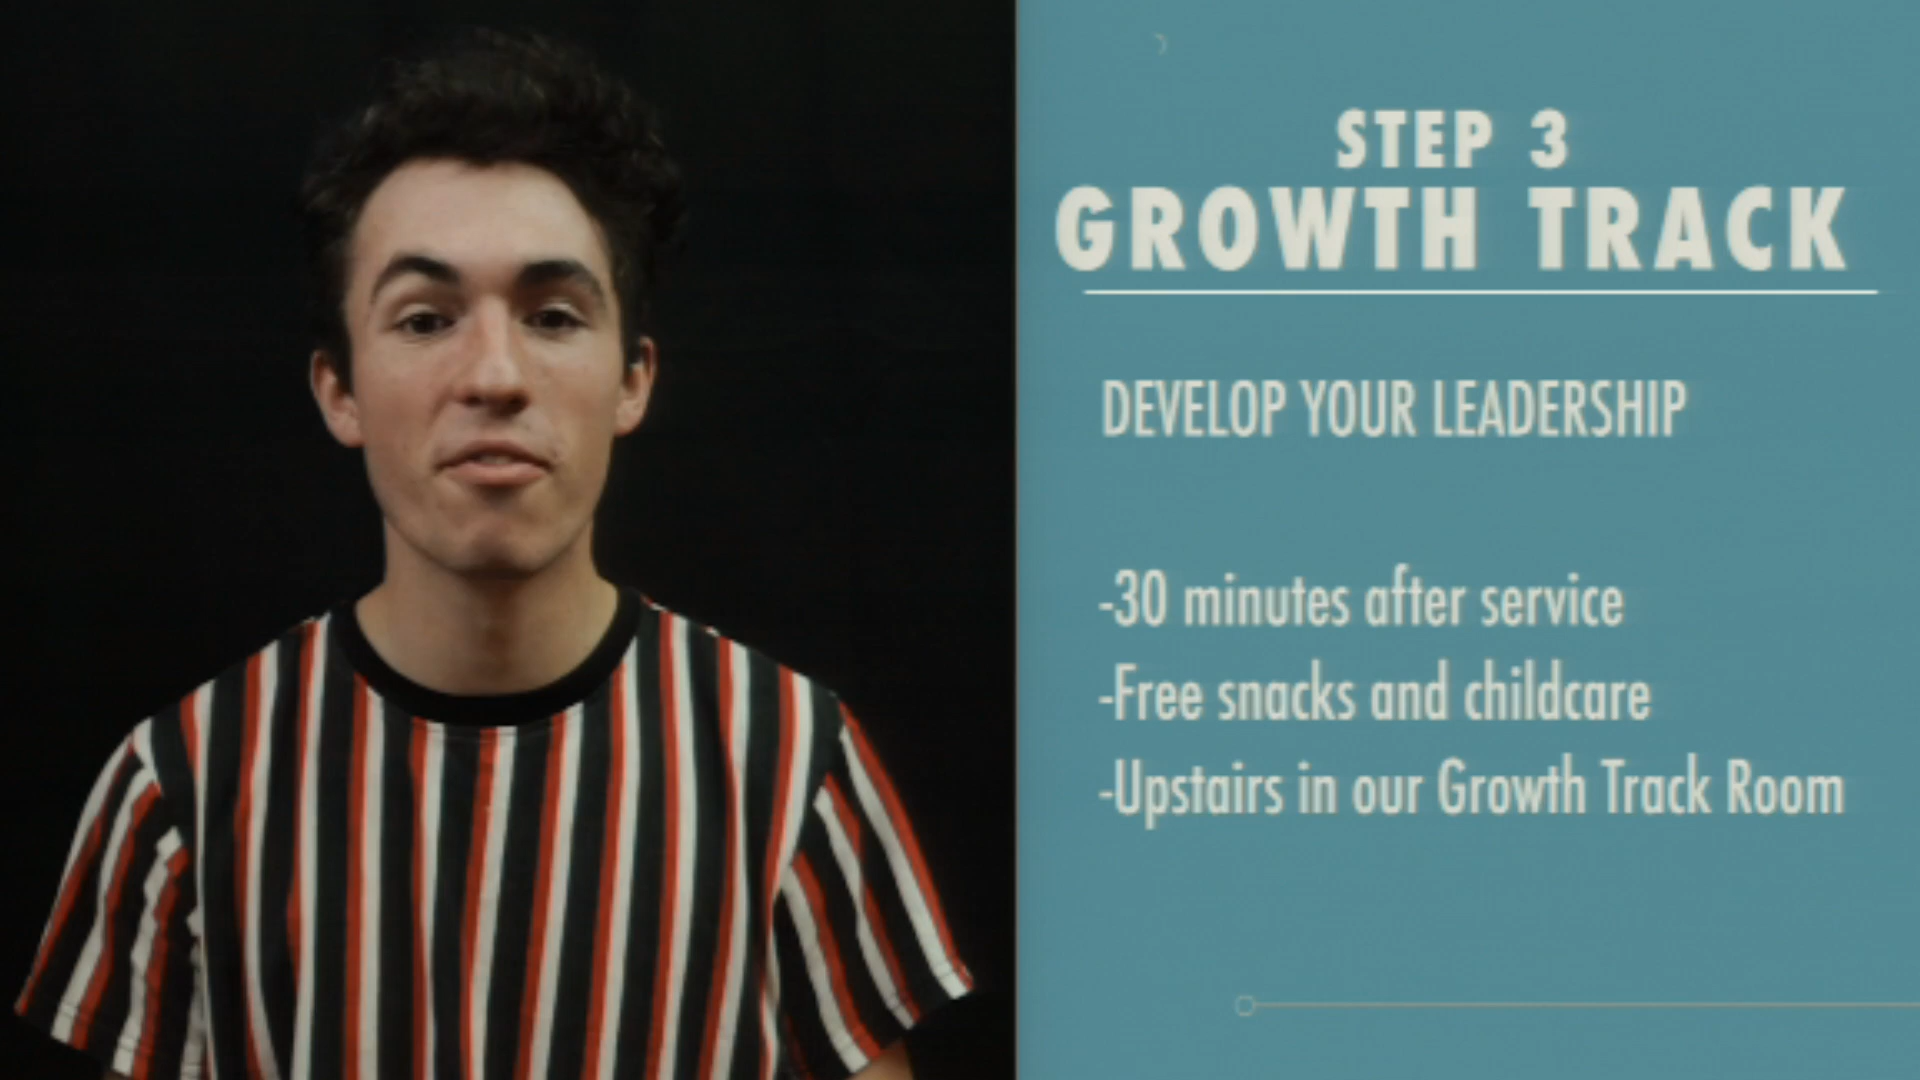 STEP 3
GROWTH TRACK
DEVELOP YOUR LEADERSHIP
-30 minutes after service
-Free snacks and childcare
-Upstairs in our Growth Track Room